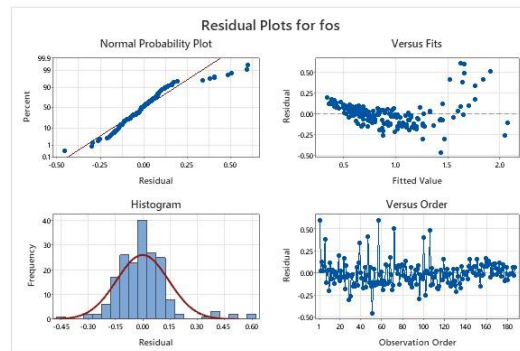 Residual Plots for fos
Normal Probability Plot
99.9
99
90
50
10
1
0.1
Percent
-0.50 -0.25 0.00 0.25 0.50
Residual
Versus Fits
0.50
0.25
0.00
-0.25
-0.50
Residual
0.5 1.0 1.5 2.0
Fitted Value
Histogram
40
30
20
10
0
Frequency
-0.45 -0.30 -0.15 0.00 0.15 0.30 0.45 0.60
Residual
Versus Order
0.50
0.25
0.00
-0.25
-0.50
Residual
1 20 40 60 80 100 120 140 160 180
Observation Order